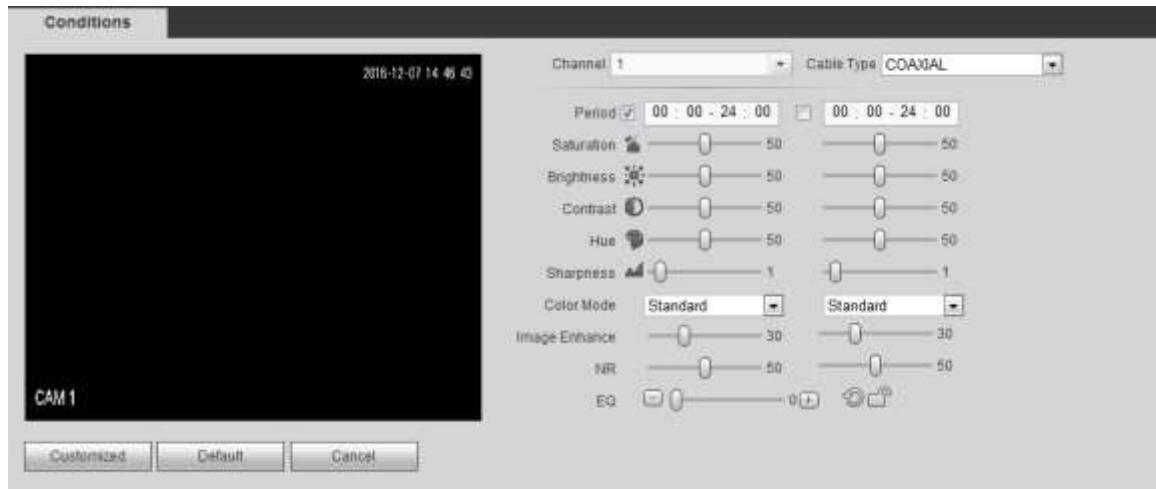 Conditions
2016-12-07 14 46 43
CAM 1
Customized Default Cancel
Channel 1 Cable Type COAXIAL
Period 00 : 00 - 24 : 00 00 : 00 - 24 : 00
Saturation 50 50
Brightness 50 50
Contrast 50 50
Hue 50 50
Sharpness 1 1
Color Mode Standard Standard
Image Enhance 30 30
NR 50 50
EQ 0